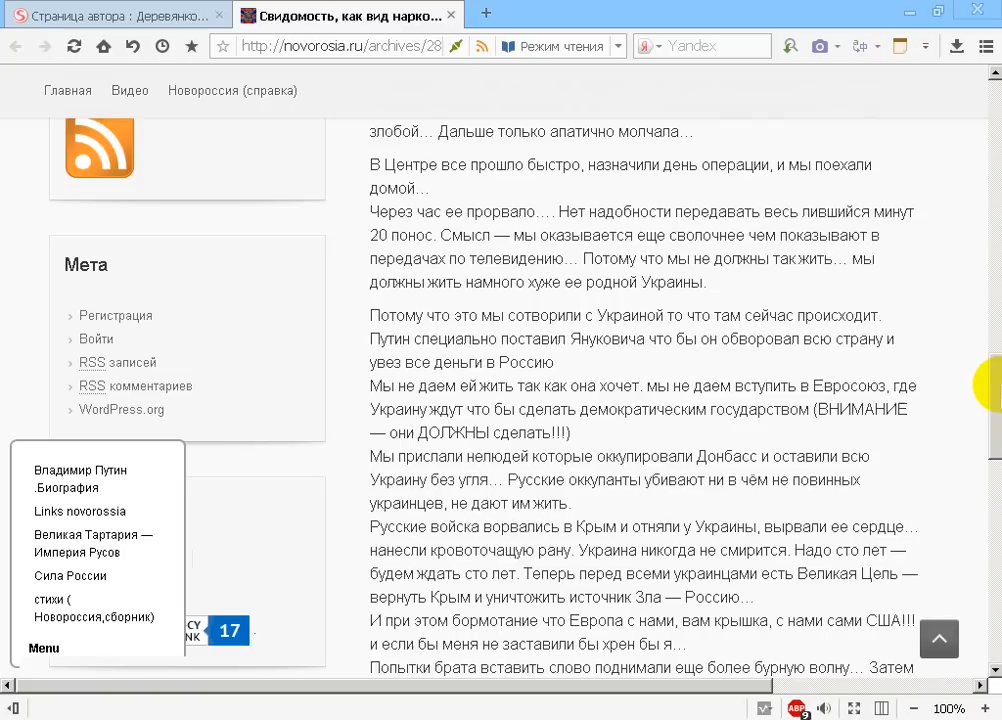 Страница автора : Деревянко...
Свидомость, как вид нарко...
http://novorosia.ru/archives/28
Режим чтения
Yandex
Главная
Видео
Новороссия (справка)
злобой… Дальше только апатично молчала…
В Центре все прошло быстро, назначили день операции, и мы поехали
домой…
Через час ее прорвало…. Нет надобности передавать весь лившийся минут
20 понос. Смысл — мы оказывается еще сволочнее чем показывают в
передачах по телевидению… Потому что мы не должны так жить… мы
должны жить намного хуже ее родной Украины.
Потому что это мы сотворили с Украиной то что там сейчас происходит.
Путин специально поставил Януковича что бы он обворовал всю страну и
увез все деньги в Россию
Мы не даем ей жить так как она хочет. мы не даем вступить в Евросоюз, где
Украину ждут что бы сделать демократическим государством (ВНИМАНИЕ
— они ДОЛЖНЫ сделать!!!)
Мы прислали нелюдей которые оккупировали Донбасс и оставили всю
Украину без угля… Русские оккупанты убивают ни в чём не повинных
украинцев, не дают им жить.
Русские войска ворвались в Крым и отняли у Украины, вырвали ее сердце…
нанесли кровоточащую рану. Украина никогда не смирится. Надо сто лет —
будем ждать сто лет. Теперь перед всеми украинцами есть Великая Цель —
вернуть Крым и уничтожить источник Зла — Россию…
И при этом бормотание что Европа с нами, вам крышка, с нами сами США!!!
и если бы меня не заставили бы хрен бы я…
Попытки брата вставить слово поднимали еще более бурную волну… Затем
Мета
Регистрация
Войти
RSS записей
RSS комментариев
WordPress.org
Владимир Путин
.Биография
Links novorossia
Великая Тартария —
Империя Русов
Сила России
стихи (
Новороссия,сборник)
Menu
CY
NK
17
ABP
9
100%